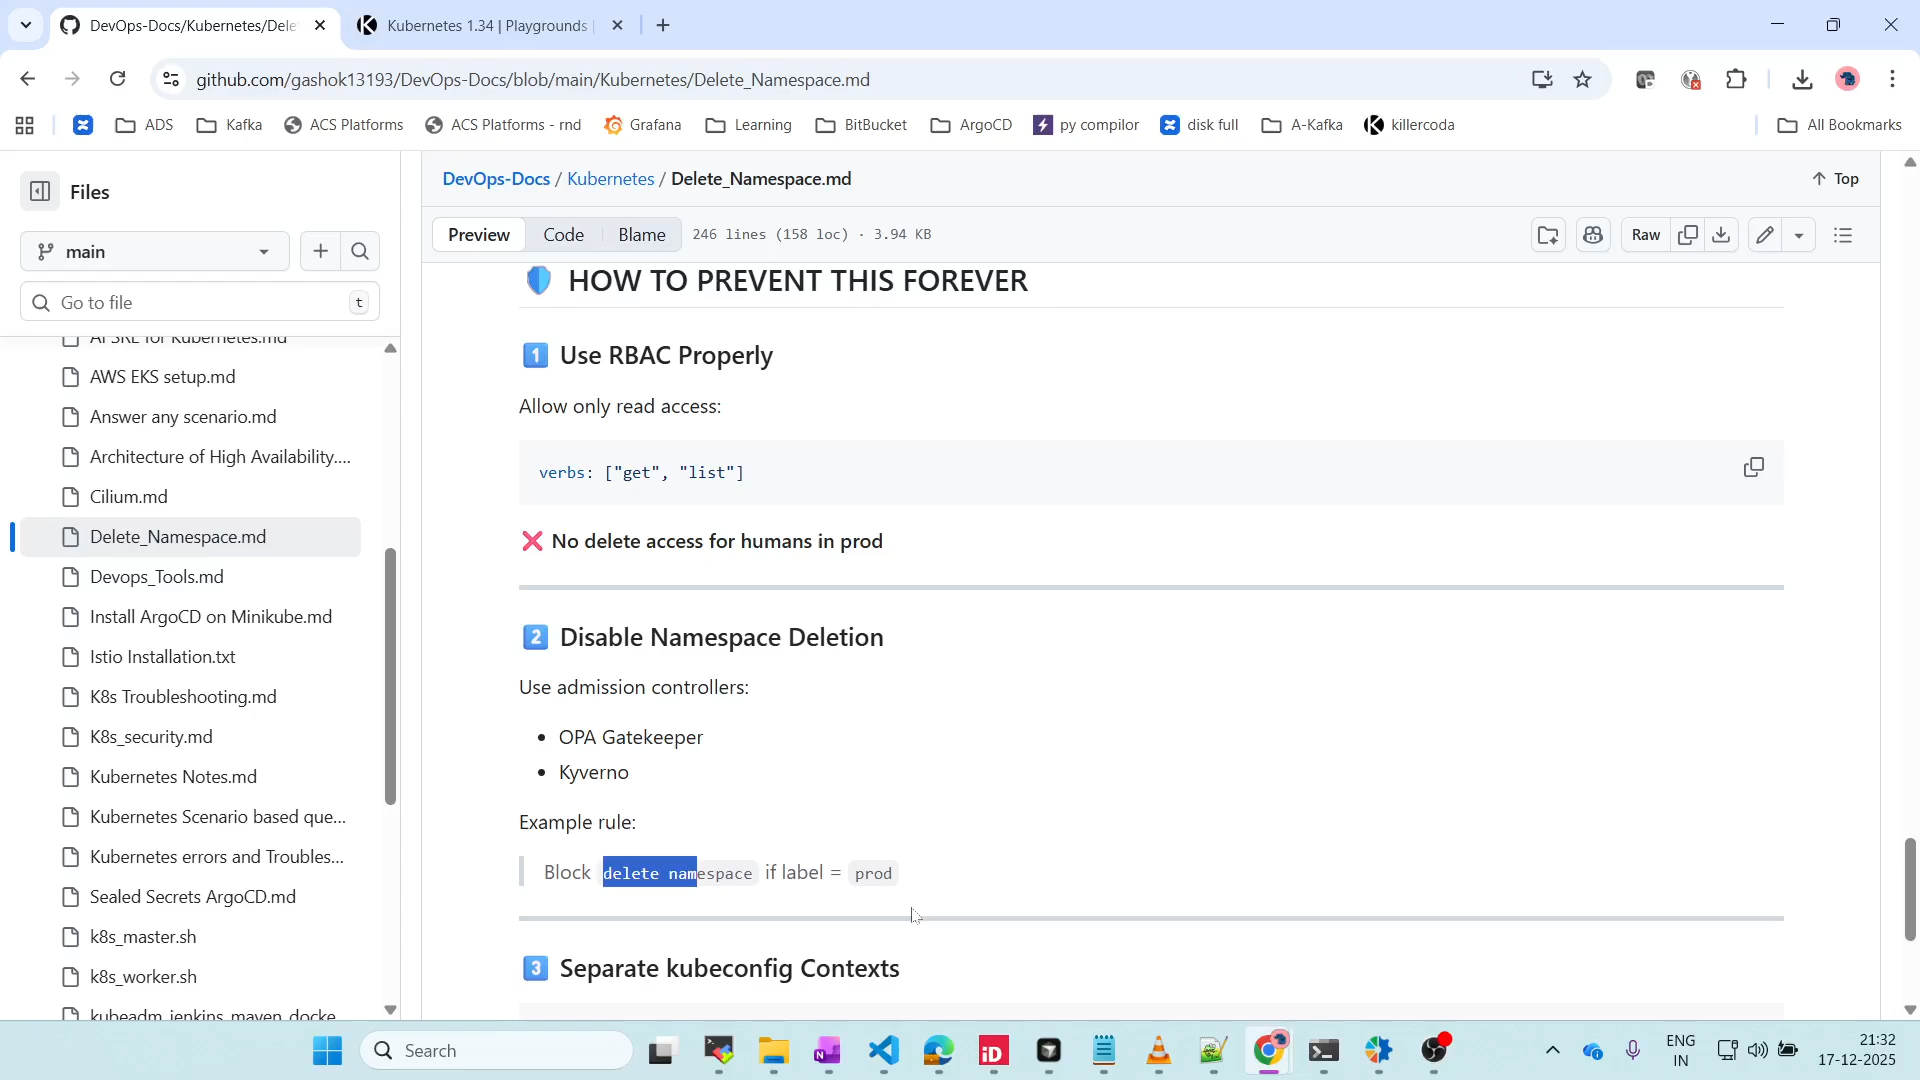 DevOps-Docs/Kubernetes/Dele
Kubernetes 1.34 | Playgrounds |
github.com/gashok13193/DevOps-Docs/blob/main/Kubernetes/Delete_Namespace.md
ADS
Kafka
ACS Platforms
ACS Platforms - rnd
Grafana
Learning
BitBucket
ArgoCD
py compilor
disk full
A-Kafka
killercoda
All Bookmarks
Files
main
Go to file
t
AI SRE for Kubernetes.md
AWS EKS setup.md
Answer any scenario.md
Architecture of High Availability....
Cilium.md
Delete_Namespace.md
Devops_Tools.md
Install ArgoCD on Minikube.md
Istio Installation.txt
K8s Troubleshooting.md
K8s_security.md
Kubernetes Notes.md
Kubernetes Scenario based que...
Kubernetes errors and Troubles...
Sealed Secrets ArgoCD.md
k8s_master.sh
k8s_worker.sh
kubeadm_jenkins_maven_docke...
DevOps-Docs / Kubernetes / Delete_Namespace.md
Top
Preview
Code
Blame
246 lines (158 loc) · 3.94 KB
Raw
HOW TO PREVENT THIS FOREVER
1 Use RBAC Properly
Allow only read access:
verbs: ["get", "list"]
❌ No delete access for humans in prod
2 Disable Namespace Deletion
Use admission controllers:
• OPA Gatekeeper
• Kyverno
Example rule:
Block delete namespace if label = prod
3 Separate kubeconfig Contexts
Search
iD
ENG
IN
21:32
17-12-2025